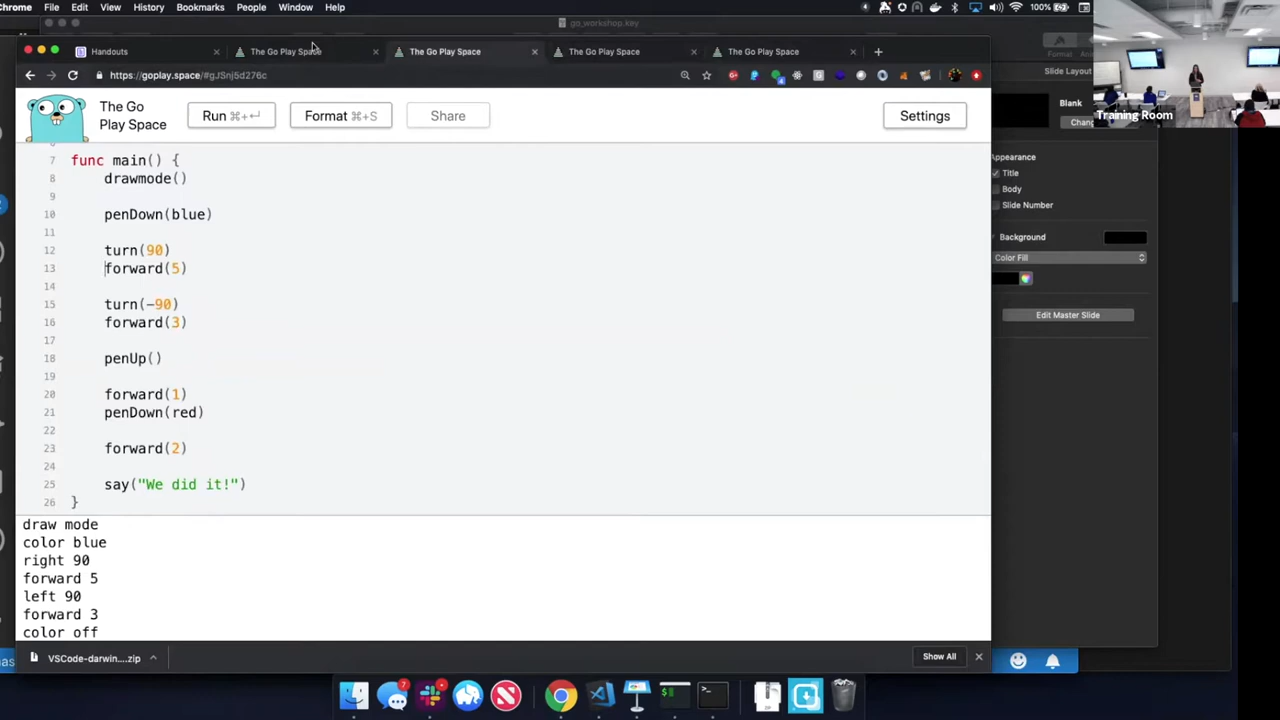 Chrome File Edit View History Bookmarks People Window Help
100%
go_workshop.key
Handouts
The Go Play Space
The Go Play Space
The Go Play Space
The Go Play Space
https://goplay.space/#gJSnj5d276c
The Go
Play Space
Run ⌘+↵
Format ⌘+S
Share
Settings
7 func main() {
8 drawmode()
9
10 penDown(blue)
11
12 turn(90)
13 forward(5)
14
15 turn(-90)
16 forward(3)
17
18 penUp()
19
20 forward(1)
21 penDown(red)
22
23 forward(2)
24
25 say("We did it!")
26 }
draw mode
color blue
right 90
forward 5
left 90
forward 3
color off
VSCode-darwin....zip
Show All
Format
Slide Layout
Blank
Chang
Appearance
Title
Body
Slide Number
Background
Color Fill
Edit Master Slide
Training Room
7